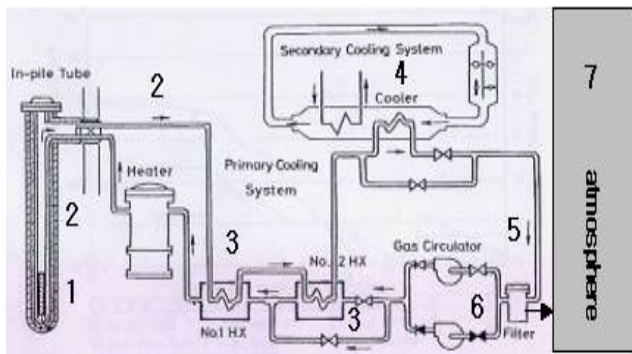 Secondary Cooling System
4
Cooler
7
atmosphere
In-pile Tube
2
Heater
Primary Cooling
System
2
3
No. 2 HX
Gas Circulator
5
1
No.1 HX
3
6
Filter